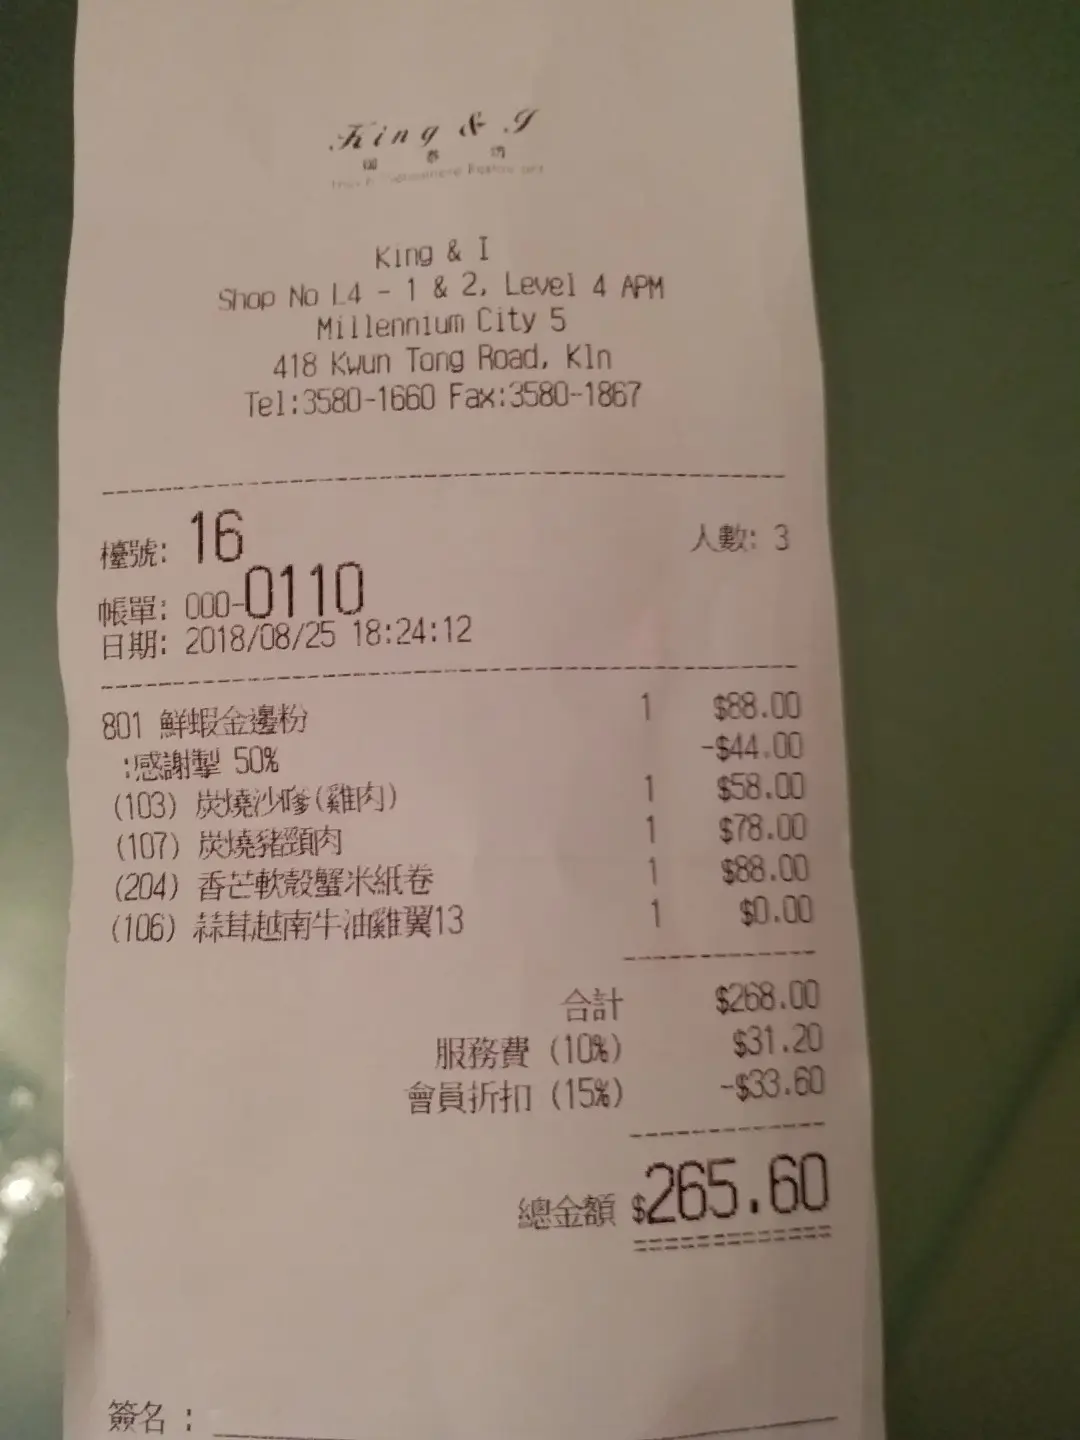 King & I
King & I
Shop No L4 - 1 & 2, Level 4 APM
Millennium City 5
418 Kwun Tong Road, Kln
Tel:3580-1660 Fax:3580-1867
檯號: 16 人數: 3
帳單: 000-0110
日期: 2018/08/25 18:24:12
801 鮮蝦金邊粉 1 $88.00
:感謝掣 50% -$44.00
(103) 炭燒沙嗲(雞肉) 1 $58.00
(107) 炭燒豬頸肉 1 $78.00
(204) 香芒軟殼蟹米紙卷 1 $88.00
(106) 蒜茸越南牛油雞翼13 1 $0.00
合計 $268.00
服務費 (10%) $31.20
會員折扣 (15%) -$33.60
總金額 $265.60
簽名 :